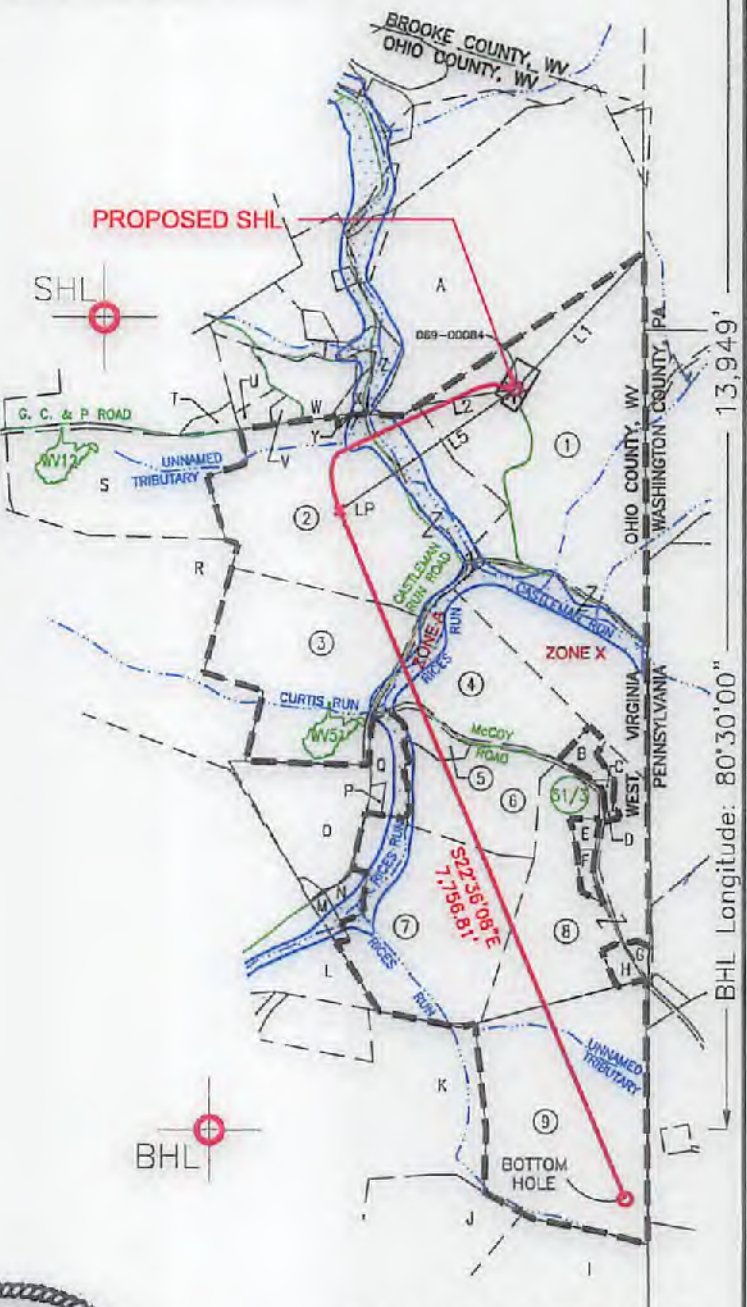 BROOKE COUNTY, WV
OHIO COUNTY, WV
PROPOSED SHL
SHL
A
069-00084
L1
Z
T
U
W
X
G. C. & P ROAD
Y
V
L2
L5
1
WV12
UNNAMED
TRIBUTARY
S
2
LP
OHIO COUNTY, WV
WASHINGTON COUNTY, PA
13,949'
R
CASTLEMAN
RUN ROAD
CASTLEMAN RUN
ZONE A
RICES RUN
ZONE X
3
4
CURTIS RUN
WV51
McCOY
ROAD
B
C
WEST VIRGINIA
PENNSYLVANIA
Q
5
P
6
51/3
D
E
F
O
RICES RUN
S22°36'08"E
7,756.81'
N
M
7
8
G
H
L
RICES
RUN
BHL Longitude: 80°30'00"
UNNAMED
TRIBUTARY
K
9
BHL
BOTTOM
HOLE
J
I